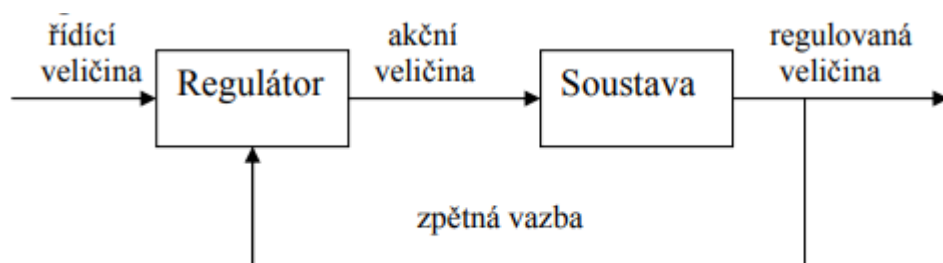 řídící
veličina
Regulátor
akční
veličina
Soustava
regulovaná
veličina
zpětná vazba